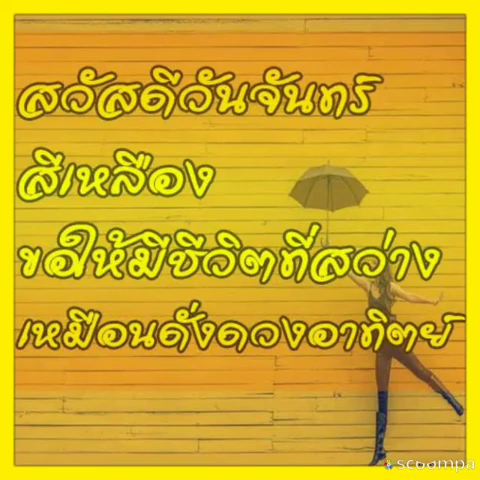 สวัสดีวันจันทร์
สีเหลือง
ขอให้มีชีวิตที่สว่าง
เหมือนดั่งดวงอาทิตย์